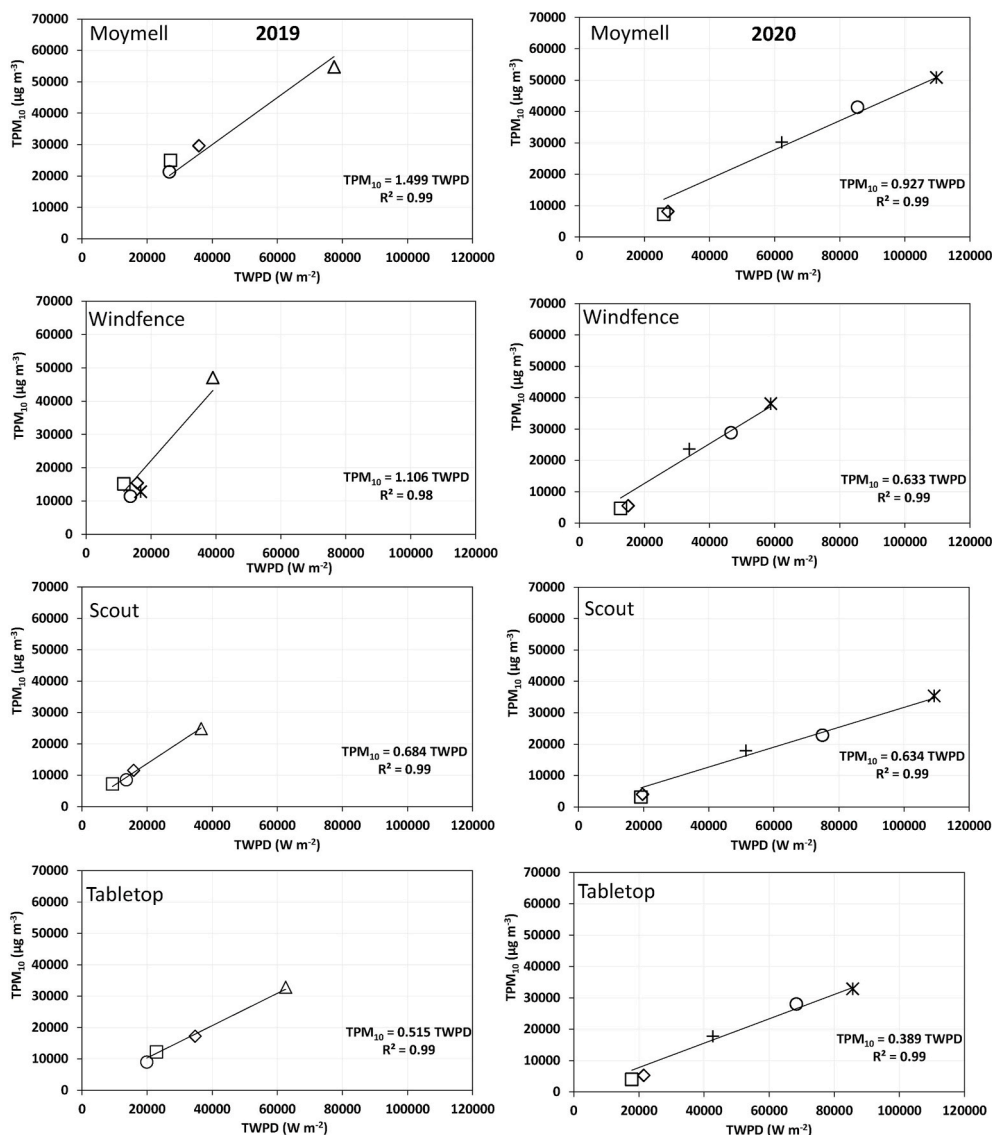 Moymell 2019
TPM₁₀ (µg m⁻³)
70000
60000
50000
40000
30000
20000
10000
0
TPM₁₀ = 1.499 TWPD
R² = 0.99
0 20000 40000 60000 80000 100000 120000
TWPD (W m⁻²)
Moymell 2020
TPM₁₀ (µg m⁻³)
70000
60000
50000
40000
30000
20000
10000
0
TPM₁₀ = 0.927 TWPD
R² = 0.99
0 20000 40000 60000 80000 100000 120000
TWPD (W m⁻²)
Windfence
TPM₁₀ (µg m⁻³)
70000
60000
50000
40000
30000
20000
10000
0
TPM₁₀ = 1.106 TWPD
R² = 0.98
0 20000 40000 60000 80000 100000 120000
TWPD (W m⁻²)
Windfence
TPM₁₀ (µg m⁻³)
70000
60000
50000
40000
30000
20000
10000
0
TPM₁₀ = 0.633 TWPD
R² = 0.99
0 20000 40000 60000 80000 100000 120000
TWPD (W m⁻²)
Scout
TPM₁₀ (µg m⁻³)
70000
60000
50000
40000
30000
20000
10000
0
TPM₁₀ = 0.684 TWPD
R² = 0.99
0 20000 40000 60000 80000 100000 120000
TWPD (W m⁻²)
Scout
TPM₁₀ (µg m⁻³)
70000
60000
50000
40000
30000
20000
10000
0
TPM₁₀ = 0.634 TWPD
R² = 0.99
0 20000 40000 60000 80000 100000 120000
TWPD (W m⁻²)
Tabletop
TPM₁₀ (µg m⁻³)
70000
60000
50000
40000
30000
20000
10000
0
TPM₁₀ = 0.515 TWPD
R² = 0.99
0 20000 40000 60000 80000 100000 120000
TWPD (W m⁻²)
Tabletop
TPM₁₀ (µg m⁻³)
70000
60000
50000
40000
30000
20000
10000
0
TPM₁₀ = 0.389 TWPD
R² = 0.99
0 20000 40000 60000 80000 100000 120000
TWPD (W m⁻²)